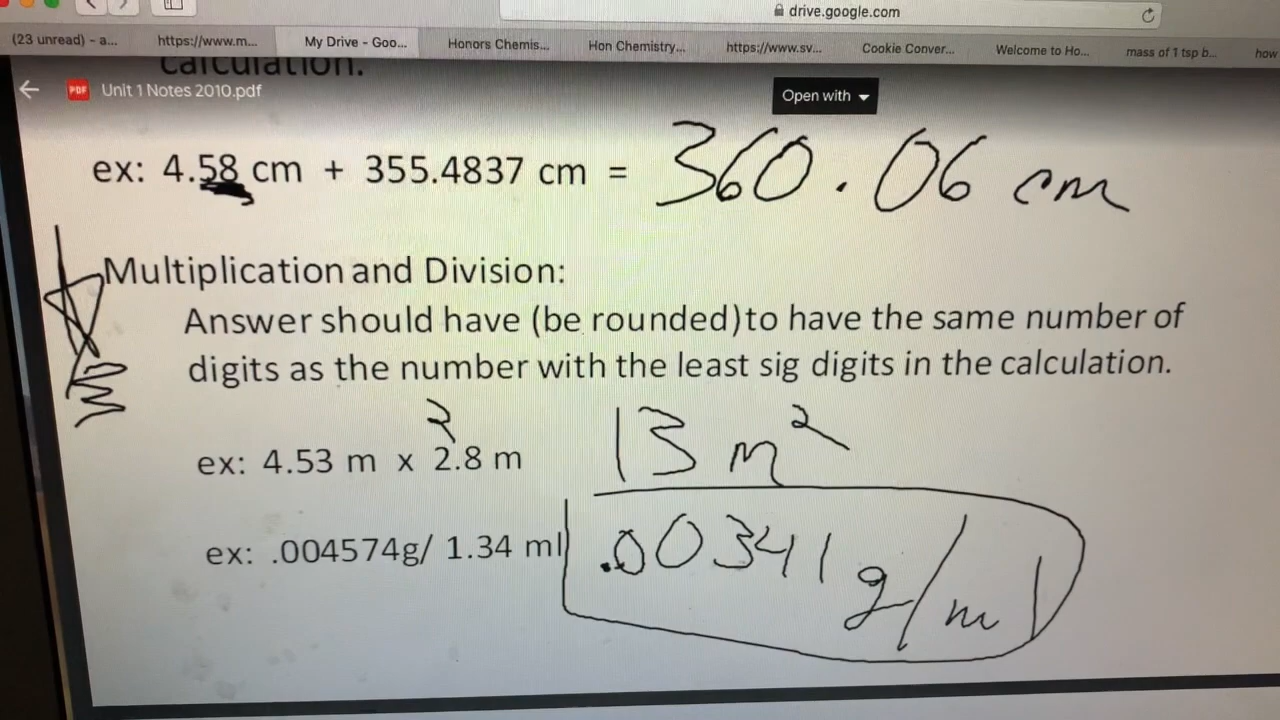 drive.google.com
(23 unread) - a... https://www.m... My Drive - Goo... Honors Chemis... Hon Chemistry... https://www.sv... Cookie Conver... Welcome to Ho... mass of 1 tsp b... how
calculation.
PDF Unit 1 Notes 2010.pdf Open with
ex: 4.58 cm + 355.4837 cm = 360.06 cm
Multiplication and Division:
Answer should have (be rounded)to have the same number of
digits as the number with the least sig digits in the calculation.
2
ex: 4.53 m x 2.8 m 13 m²
ex: .004574g/ 1.34 ml .00341 g/ml